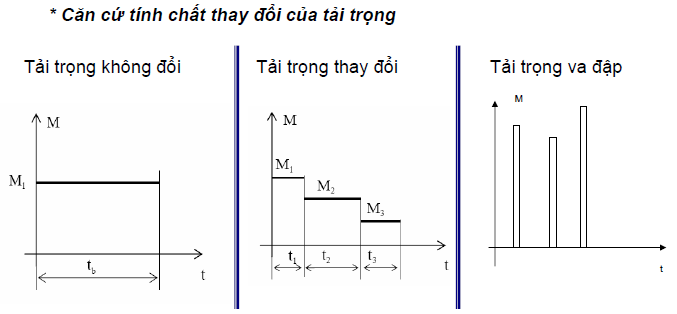 * Căn cứ tính chất thay đổi của tải trọng
Tải trọng không đổi
M
M₁
t_b
t
Tải trọng thay đổi
M
M₁
M₂
M₃
t₁
t₂
t₃
t
Tải trọng va đập
M
t